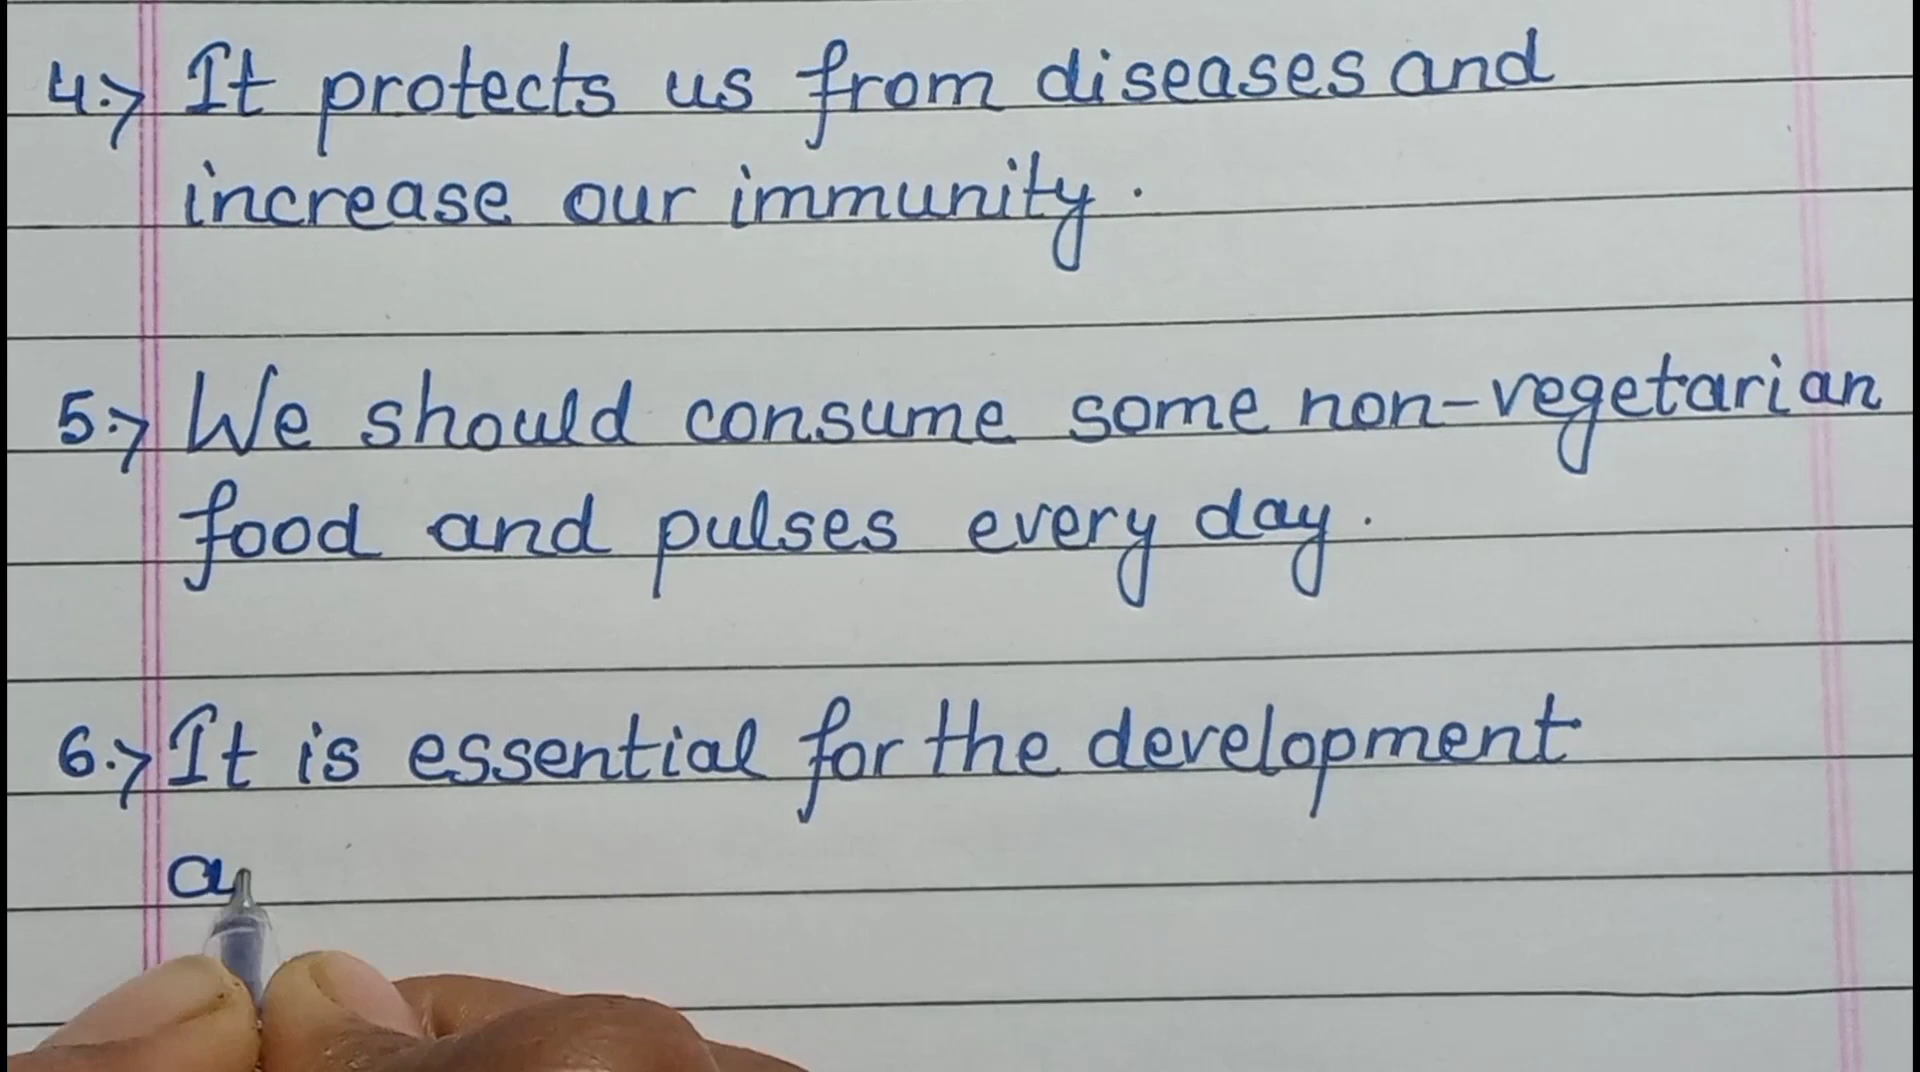 4.> It protects us from diseases and
increase our immunity.
5.> We should consume some non-vegetarian
food and pulses every day.
6.> It is essential for the development
a